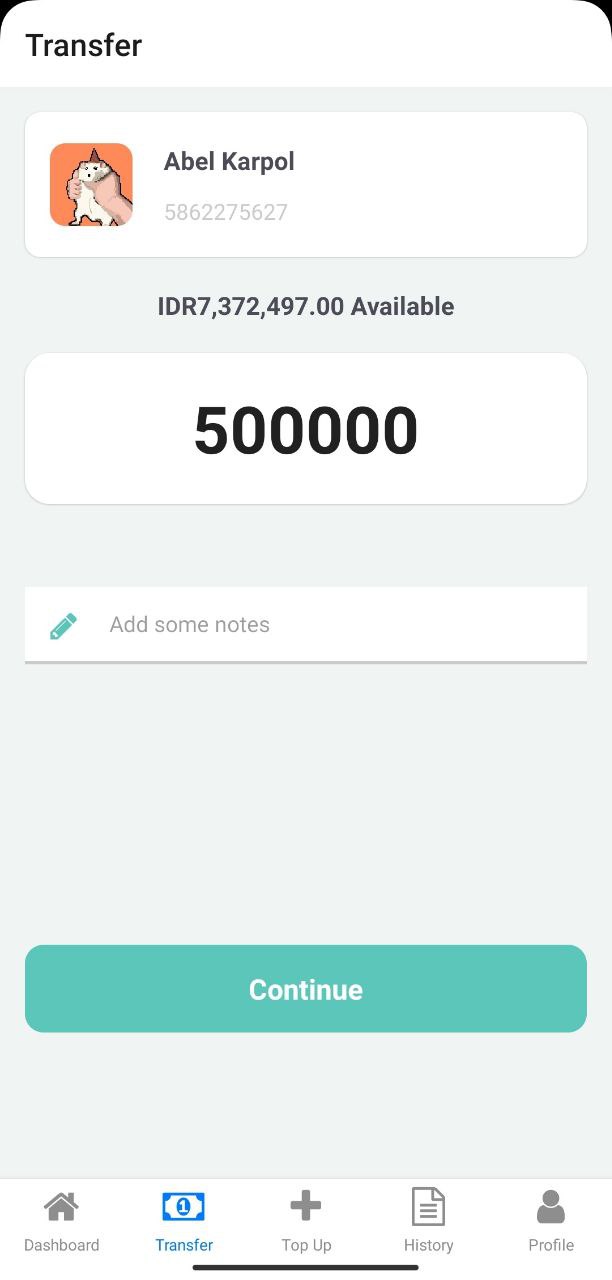 Transfer
Abel Karpol
5862275627
IDR7,372,497.00 Available
500000
Add some notes
Continue
Dashboard
Transfer
Top Up
History
Profile